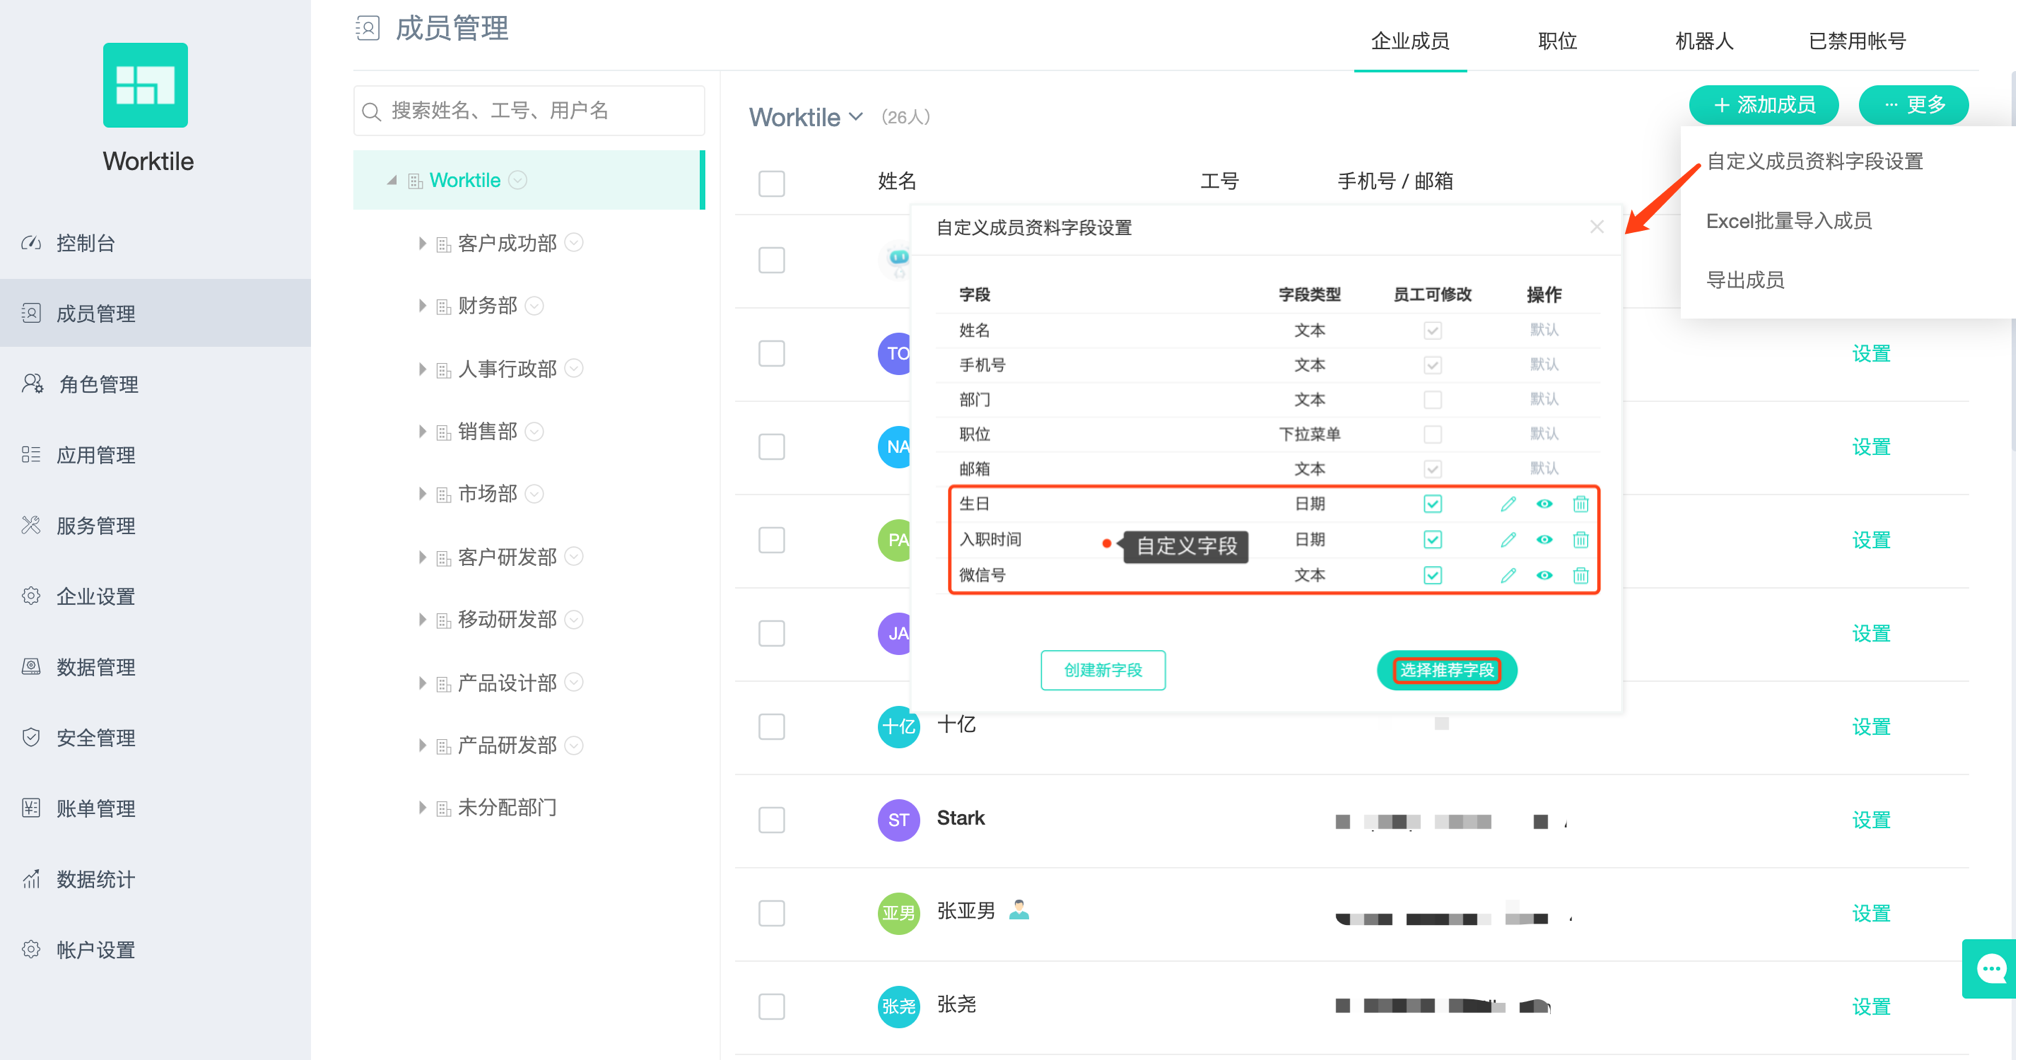 Worktile
控制台
成员管理
角色管理
应用管理
服务管理
企业设置
数据管理
安全管理
账单管理
数据统计
帐户设置
成员管理
企业成员
职位
机器人
已禁用帐号
搜索姓名、工号、用户名
Worktile
客户成功部
财务部
人事行政部
销售部
市场部
客户研发部
移动研发部
产品设计部
产品研发部
未分配部门
Worktile (26人)
+ 添加成员
··· 更多
自定义成员资料字段设置
Excel批量导入成员
导出成员
姓名 工号 手机号 / 邮箱
自定义成员资料字段设置
字段 字段类型 员工可修改 操作
姓名 文本 默认
手机号 文本 默认
部门 文本 默认
职位 下拉菜单 默认
邮箱 文本 默认
生日 日期
入职时间 自定义字段 日期
微信号 文本
创建新字段 选择推荐字段
TO 设置
NA 设置
PA 设置
JA 设置
十亿 十亿 设置
ST Stark 设置
亚男 张亚男 设置
张尧 张尧 设置